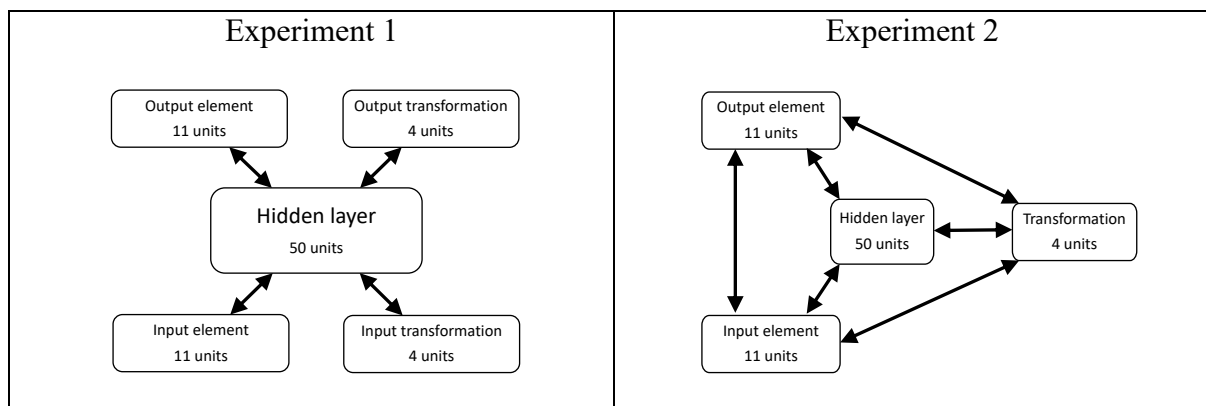 Experiment 1
Output element
11 units
Output transformation
4 units
Hidden layer
50 units
Input element
11 units
Input transformation
4 units
Experiment 2
Output element
11 units
Hidden layer
50 units
Transformation
4 units
Input element
11 units